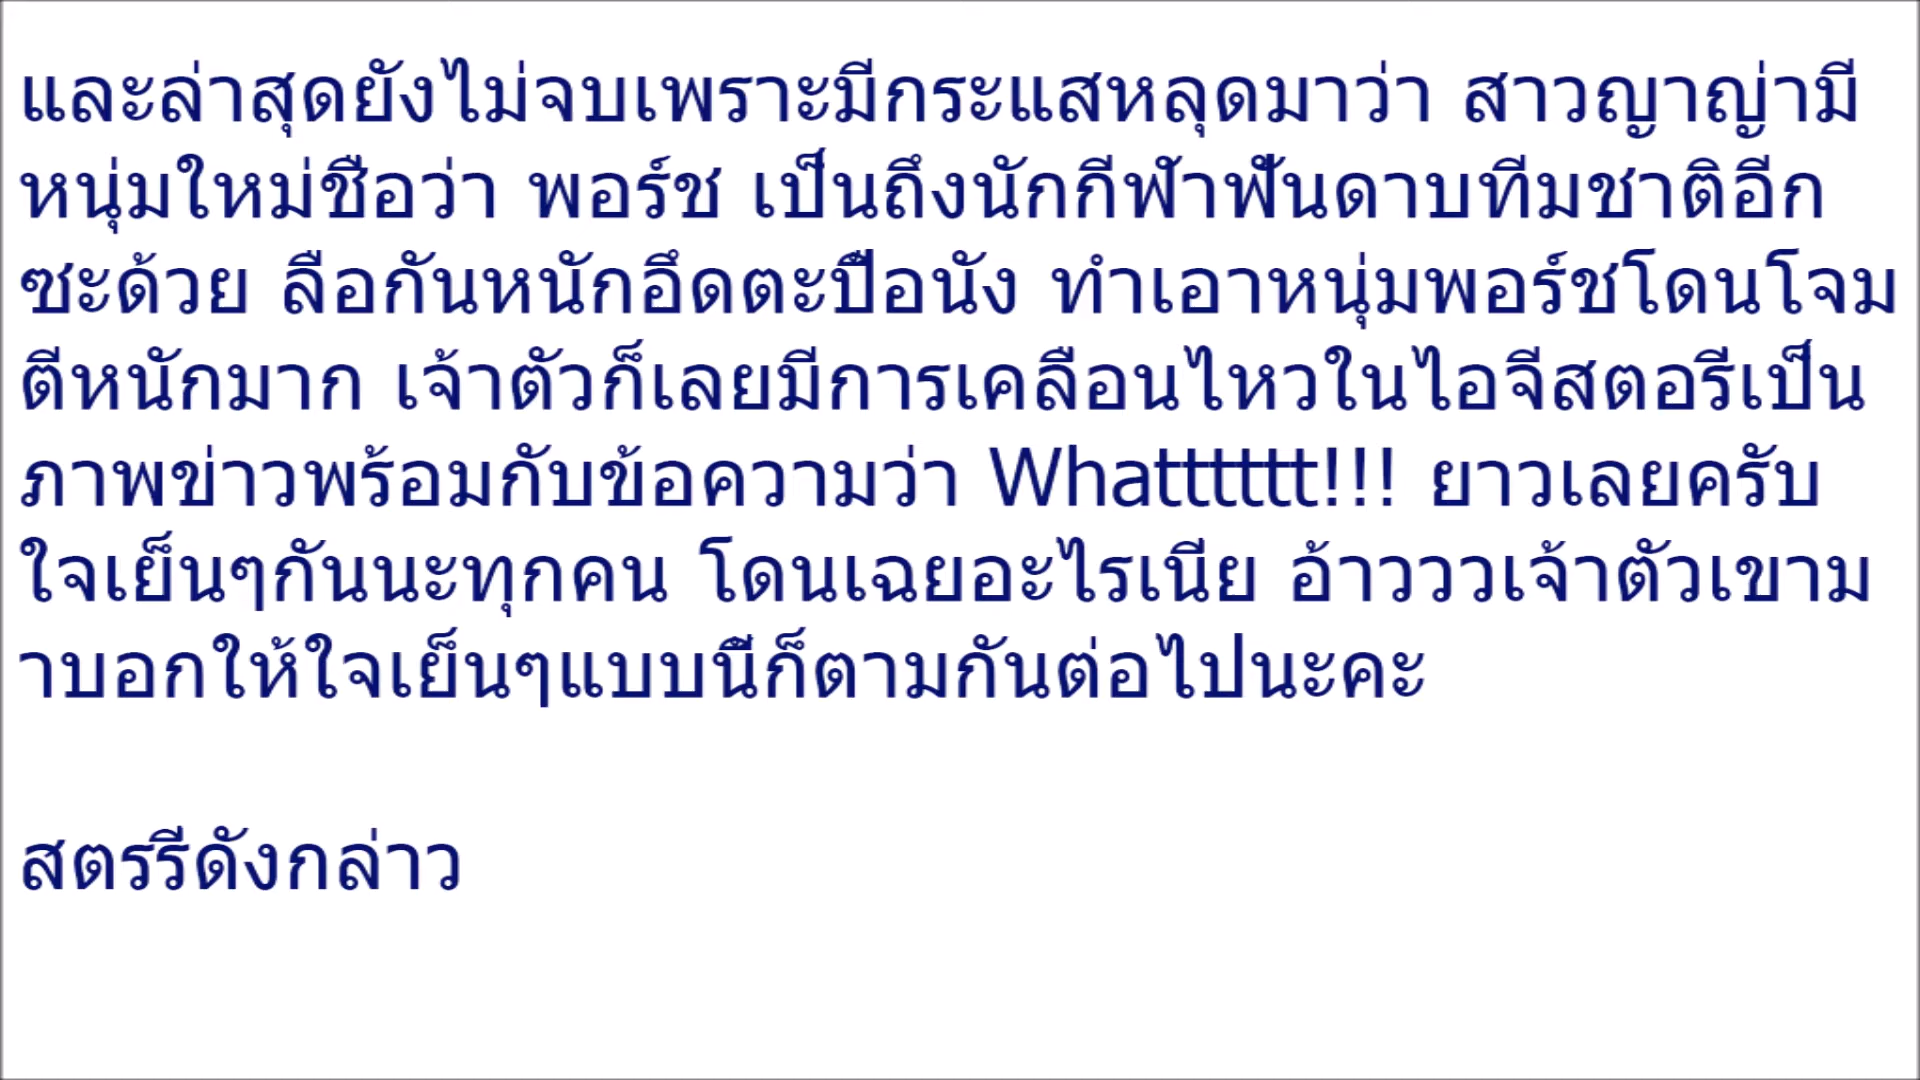 และล่าสุดยังไม่จบเพราะมีกระแสหลุดมาว่า สาวญาญ่ามี
หนุ่มใหม่ชื่อว่า พอร์ช เป็นถึงนักกีฬาฟันดาบทีมชาติอีก
ซะด้วย ลือกันหนักอึดตะปือนัง ทำเอาหนุ่มพอร์ชโดนโจม
ตีหนักมาก เจ้าตัวก็เลยมีการเคลื่อนไหวในไอจีสตอรีเป็น
ภาพข่าวพร้อมกับข้อความว่า Whattttttt!!! ยาวเลยครับ
ใจเย็นๆกันนะทุกคน โดนเฉยอะไรเนีย อ้าวววเจ้าตัวเขาม
าบอกให้ใจเย็นๆแบบนี้ก็ตามกันต่อไปนะคะ
สตรรีดังกล่าว